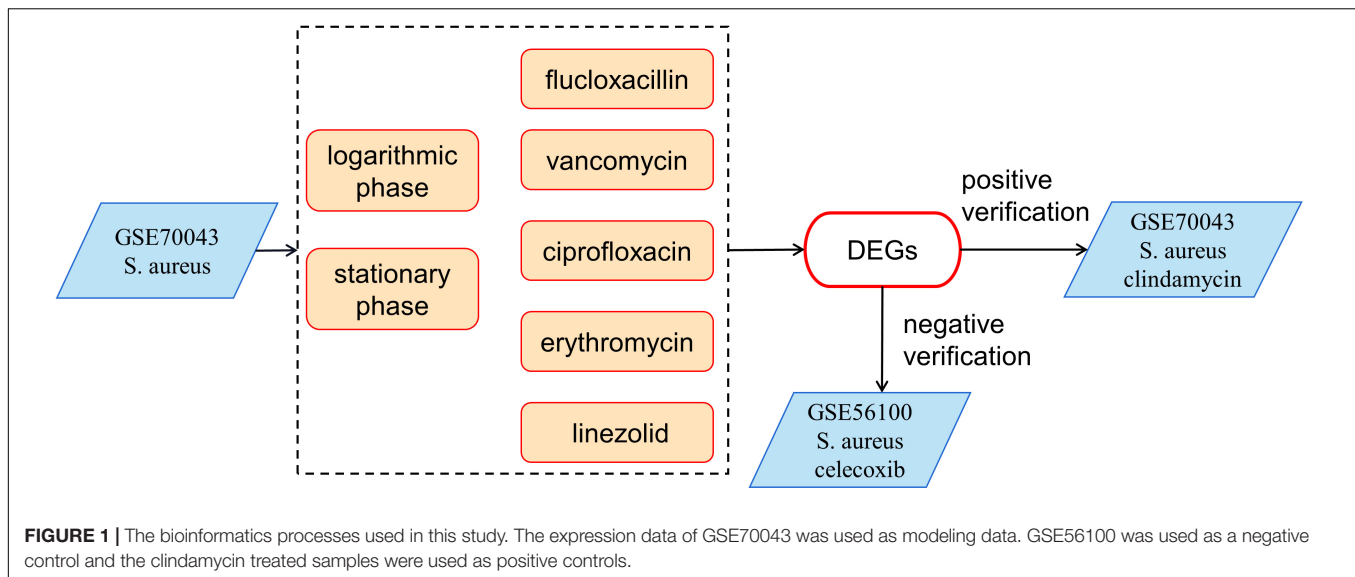 GSE70043
S. aureus
logarithmic
phase
stationary
phase
flucloxacillin
vancomycin
ciprofloxacin
erythromycin
linezolid
DEGs
positive
verification
GSE70043
S. aureus
clindamycin
negative
verification
GSE56100
S. aureus
celecoxib
FIGURE 1 | The bioinformatics processes used in this study. The expression data of GSE70043 was used as modeling data. GSE56100 was used as a negative
control and the clindamycin treated samples were used as positive controls.